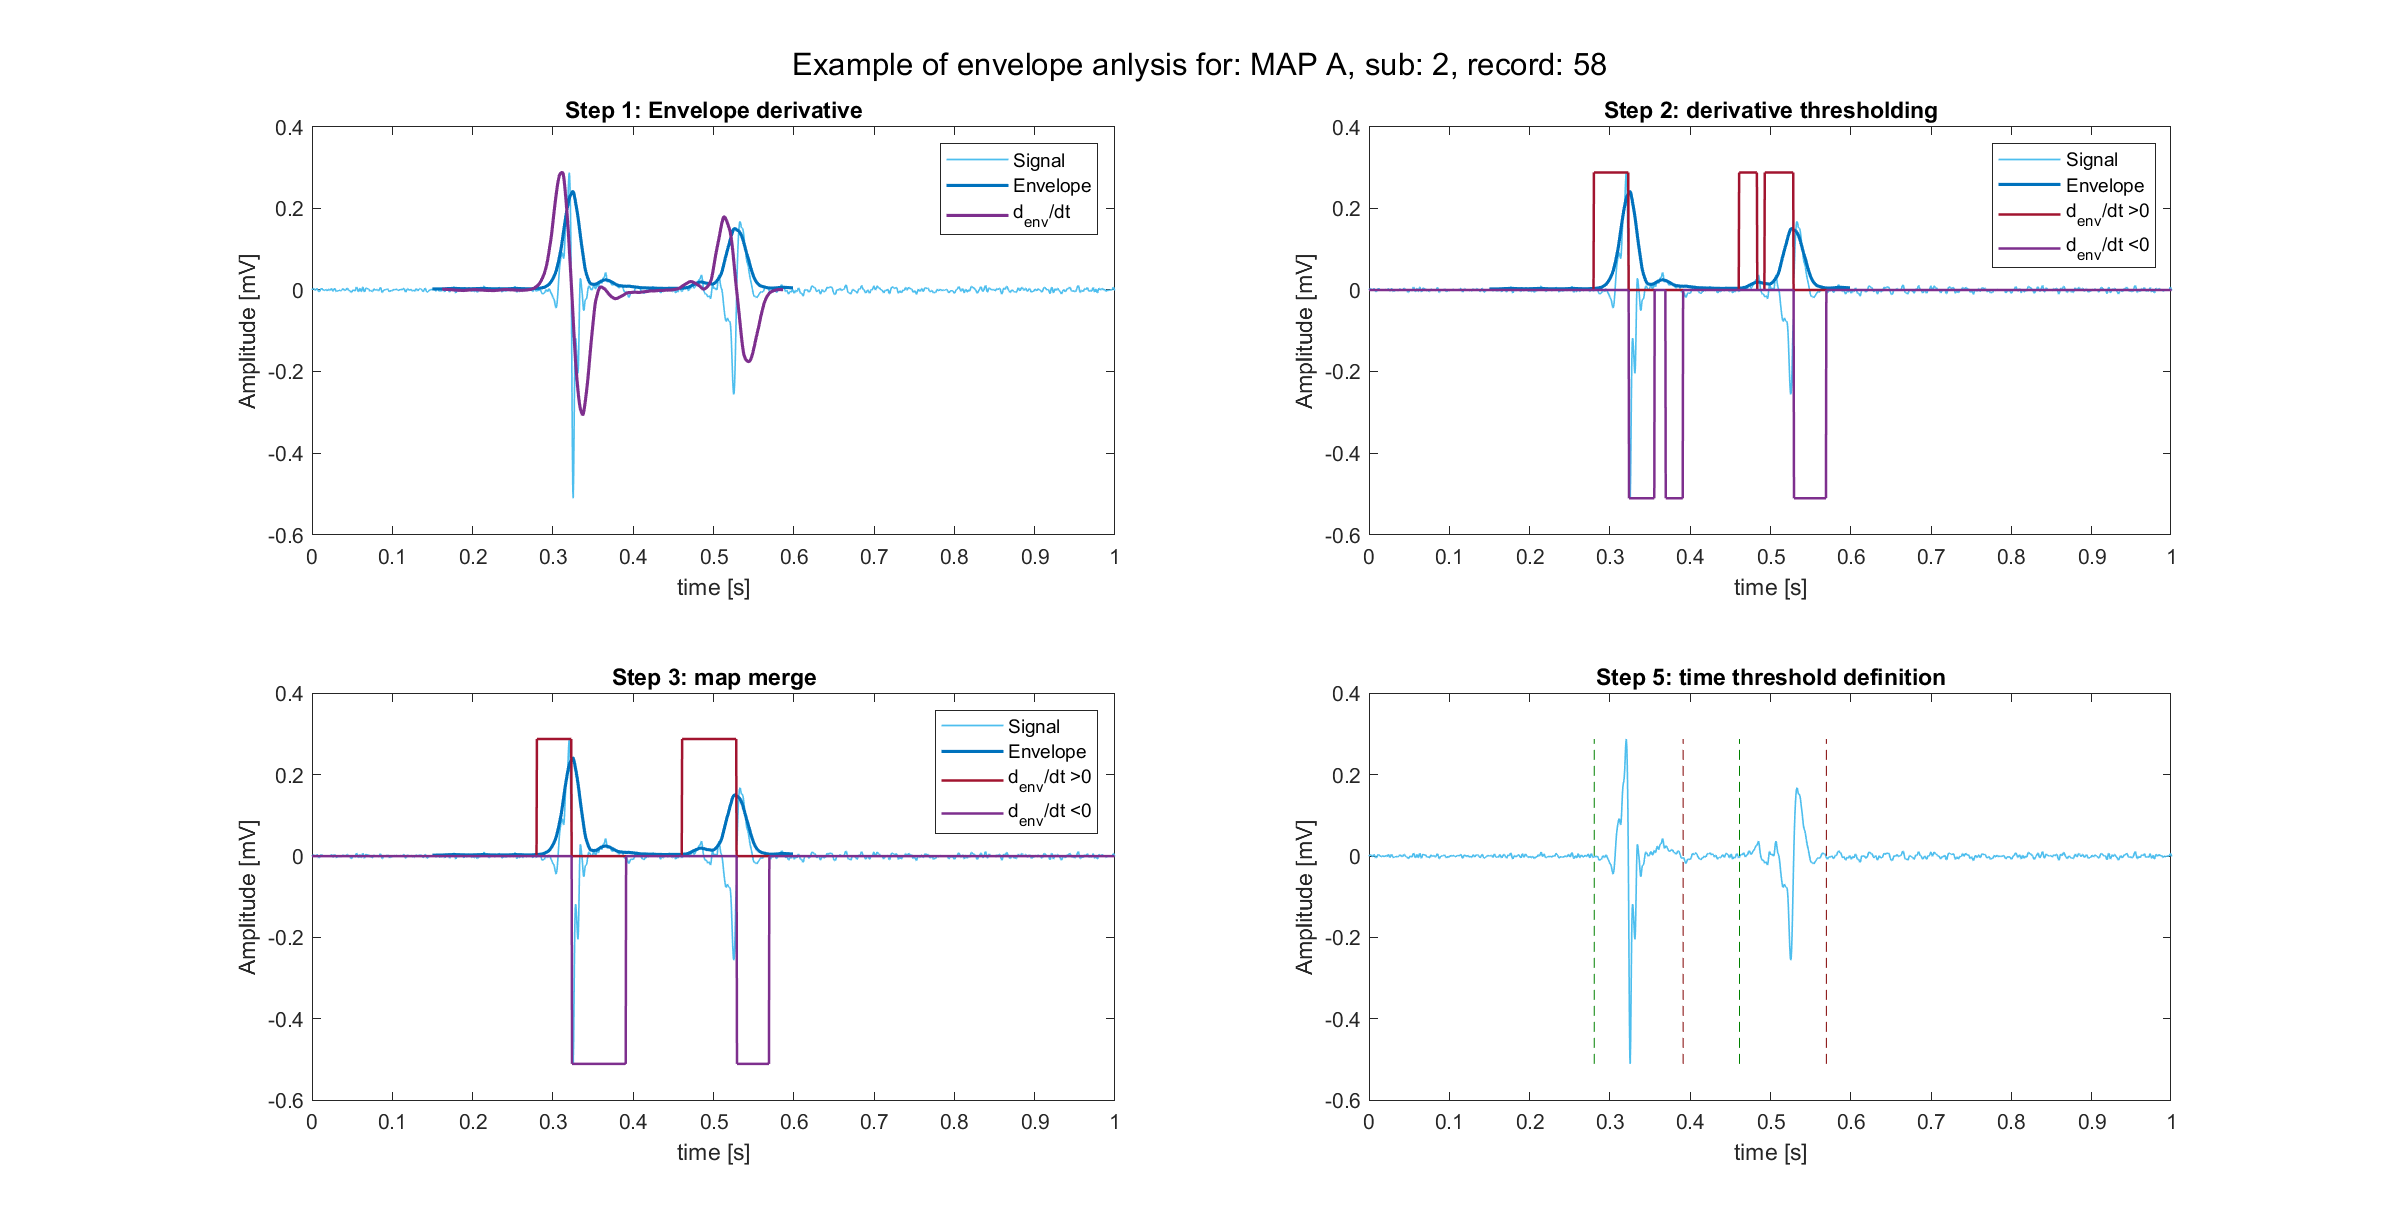 Example of envelope anlysis for: MAP A, sub: 2, record: 58
Step 1: Envelope derivative
0.4
0.2
0
-0.2
-0.4
-0.6
Amplitude [mV]
0 0.1 0.2 0.3 0.4 0.5 0.6 0.7 0.8 0.9 1
time [s]
Signal
Envelope
d_env/dt
Step 2: derivative thresholding
0.4
0.2
0
-0.2
-0.4
-0.6
Amplitude [mV]
0 0.1 0.2 0.3 0.4 0.5 0.6 0.7 0.8 0.9 1
time [s]
Signal
Envelope
d_env/dt >0
d_env/dt <0
Step 3: map merge
0.4
0.2
0
-0.2
-0.4
-0.6
Amplitude [mV]
0 0.1 0.2 0.3 0.4 0.5 0.6 0.7 0.8 0.9 1
time [s]
Signal
Envelope
d_env/dt >0
d_env/dt <0
Step 5: time threshold definition
0.4
0.2
0
-0.2
-0.4
-0.6
Amplitude [mV]
0 0.1 0.2 0.3 0.4 0.5 0.6 0.7 0.8 0.9 1
time [s]